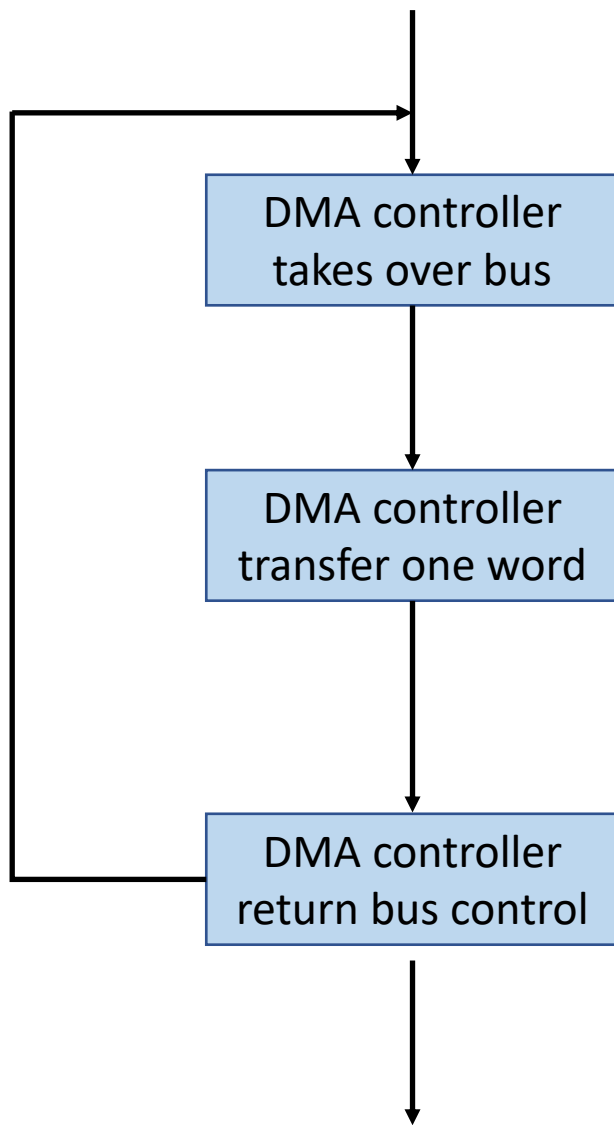 DMA controller
takes over bus
DMA controller
transfer one word
DMA controller
return bus control